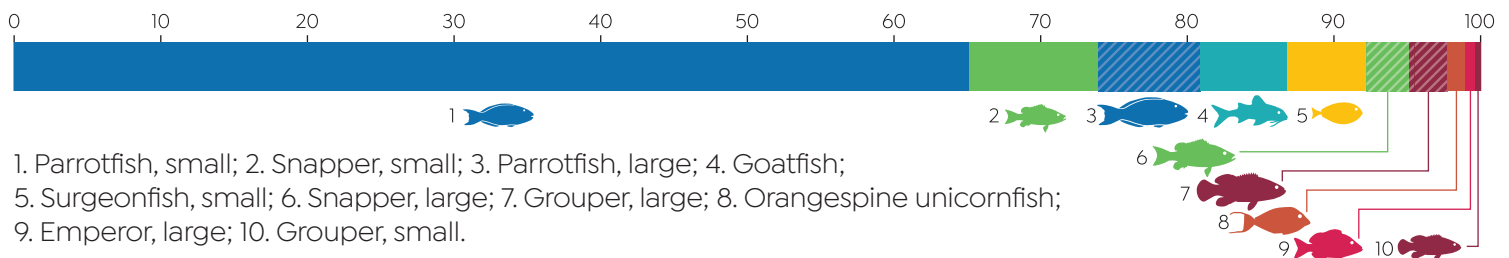 0 10 20 30 40 50 60 70 80 90 100
1 2 3 4 5
6
7
8
9 10
1. Parrotfish, small; 2. Snapper, small; 3. Parrotfish, large; 4. Goatfish;
5. Surgeonfish, small; 6. Snapper, large; 7. Grouper, large; 8. Orangespine unicornfish;
9. Emperor, large; 10. Grouper, small.